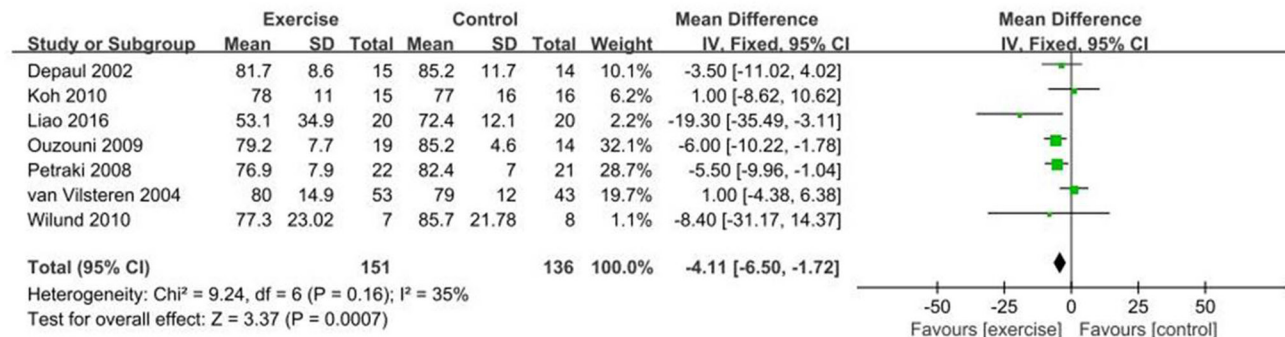 Exercise Control Mean Difference Mean Difference
Study or Subgroup Mean SD Total Mean SD Total Weight IV, Fixed, 95% CI IV, Fixed, 95% CI
Depaul 2002 81.7 8.6 15 85.2 11.7 14 10.1% -3.50 [-11.02, 4.02]
Koh 2010 78 11 15 77 16 16 6.2% 1.00 [-8.62, 10.62]
Liao 2016 53.1 34.9 20 72.4 12.1 20 2.2% -19.30 [-35.49, -3.11]
Ouzouni 2009 79.2 7.7 19 85.2 4.6 14 32.1% -6.00 [-10.22, -1.78]
Petraki 2008 76.9 7.9 22 82.4 7 21 28.7% -5.50 [-9.96, -1.04]
van Vilsteren 2004 80 14.9 53 79 12 43 19.7% 1.00 [-4.38, 6.38]
Wilund 2010 77.3 23.02 7 85.7 21.78 8 1.1% -8.40 [-31.17, 14.37]
Total (95% CI) 151 136 100.0% -4.11 [-6.50, -1.72]
Heterogeneity: Chi² = 9.24, df = 6 (P = 0.16); I² = 35%
Test for overall effect: Z = 3.37 (P = 0.0007)
-50 -25 0 25 50
Favours [exercise] Favours [control]